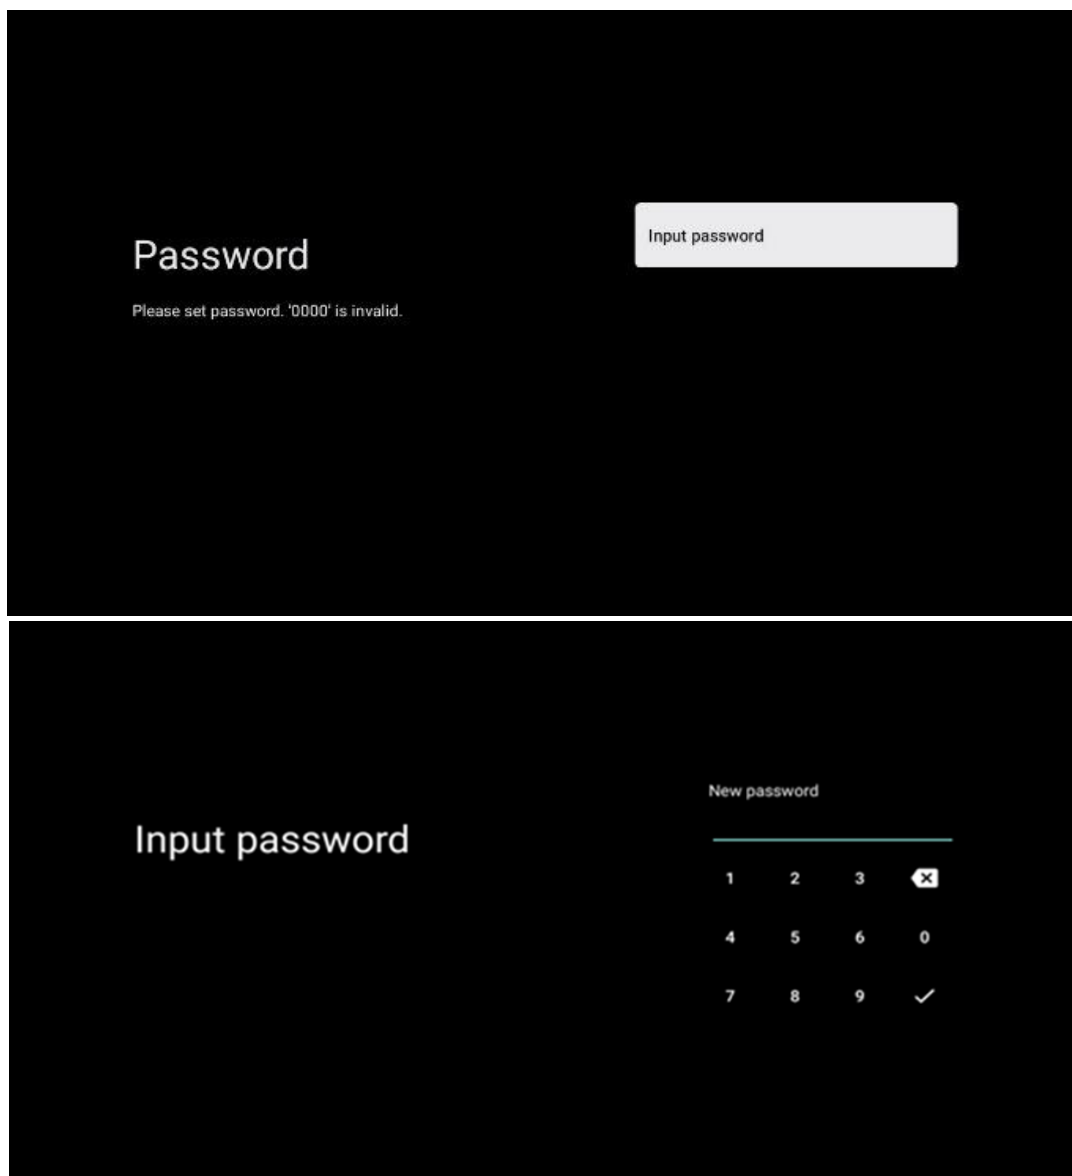 Password
Please set password. '0000' is invalid.
Input password
Input password
New password
1 2 3
4 5 6 0
7 8 9